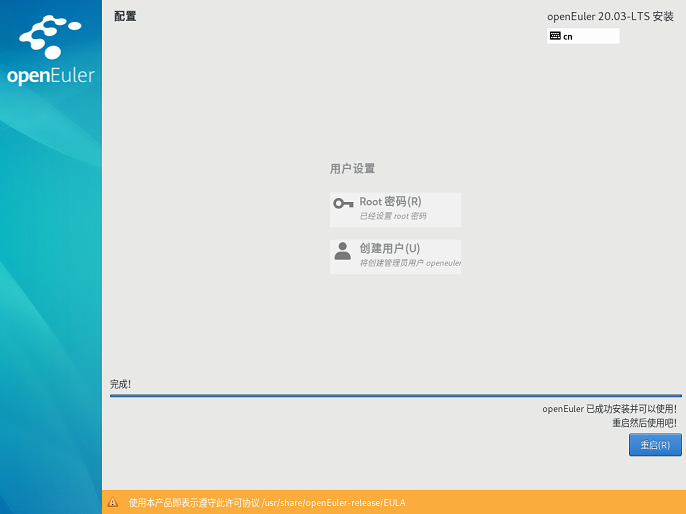 openEuler
配置
openEuler 20.03-LTS 安装
cn
用户设置
Root 密码(R)
已经设置 root 密码
创建用户(U)
将创建管理员用户 openeuler
完成!
openEuler 已成功安装并可以使用!
重启然后使用吧!
重启(R)
使用本产品即表示遵守此许可协议 /usr/share/openEuler-release/EULA